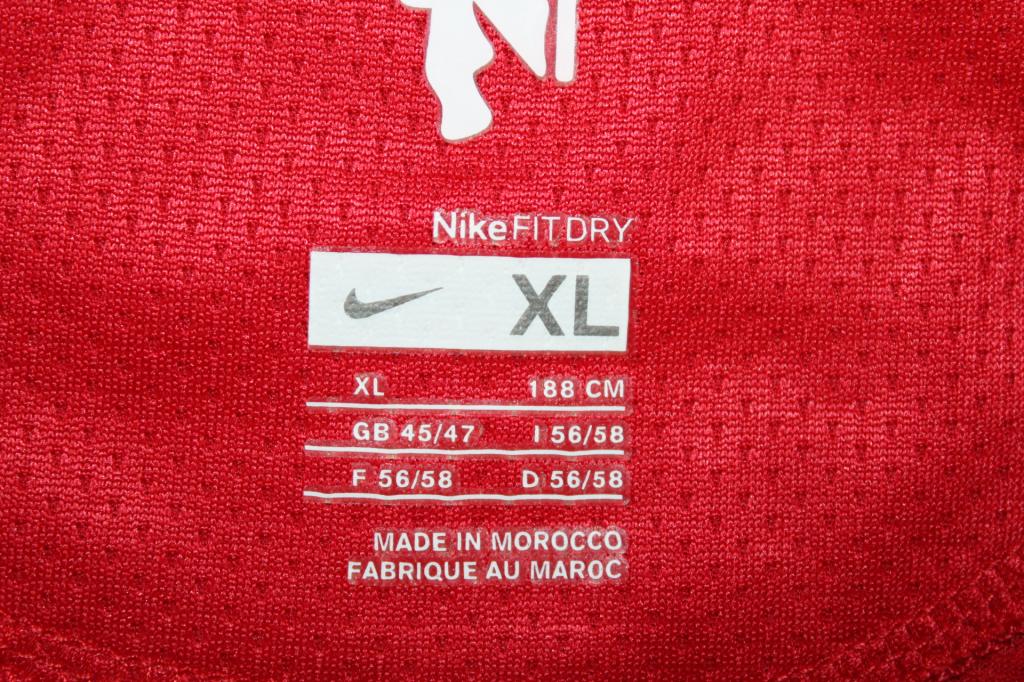 NikeFITDRY
XL
XL 188 CM
GB 45/47 I 56/58
F 56/58 D 56/58
MADE IN MOROCCO
FABRIQUE AU MAROC